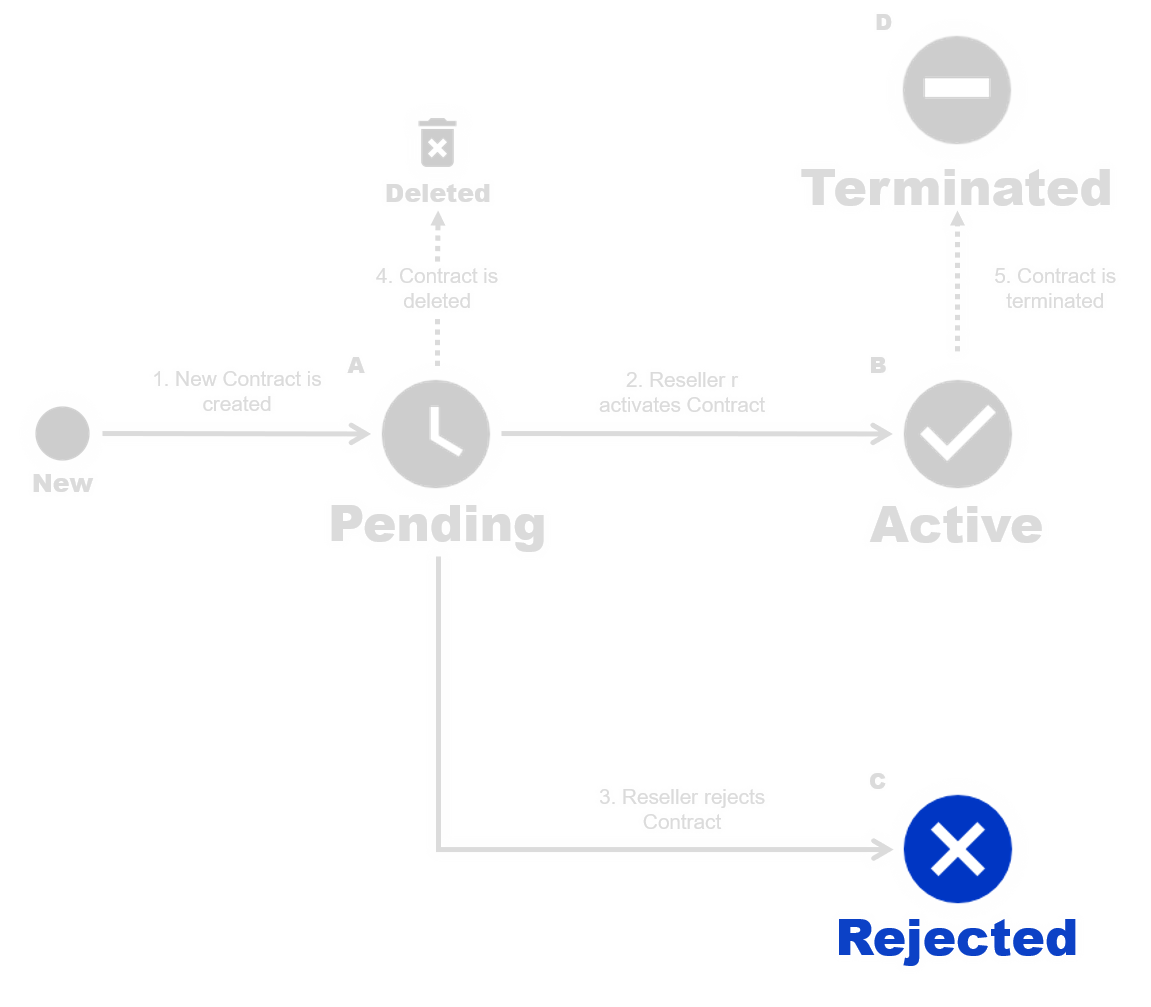 D
Terminated
Deleted
4. Contract is
deleted
5. Contract is
terminated
A
1. New Contract is
created
2. Reseller r
activates Contract
B
New
Pending
Active
3. Reseller rejects
Contract
C
Rejected